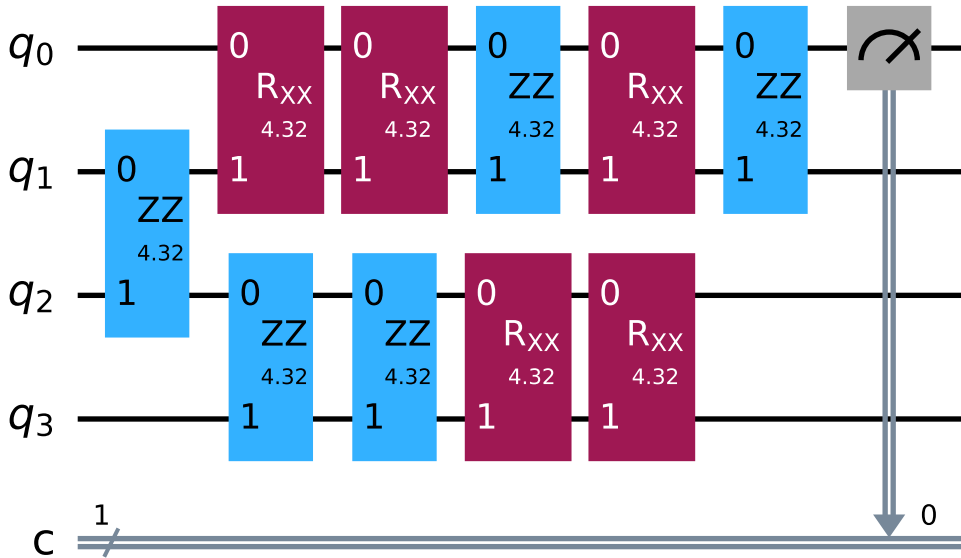 q0 0 0 0 0 0
RXX RXX ZZ RXX ZZ
4.32 4.32 4.32 4.32 4.32
q1 0 1 1 1 1 1
ZZ
4.32
q2 1 0 0 0 0
ZZ ZZ RXX RXX
4.32 4.32 4.32 4.32
q3 1 1 1 1
1 0
c